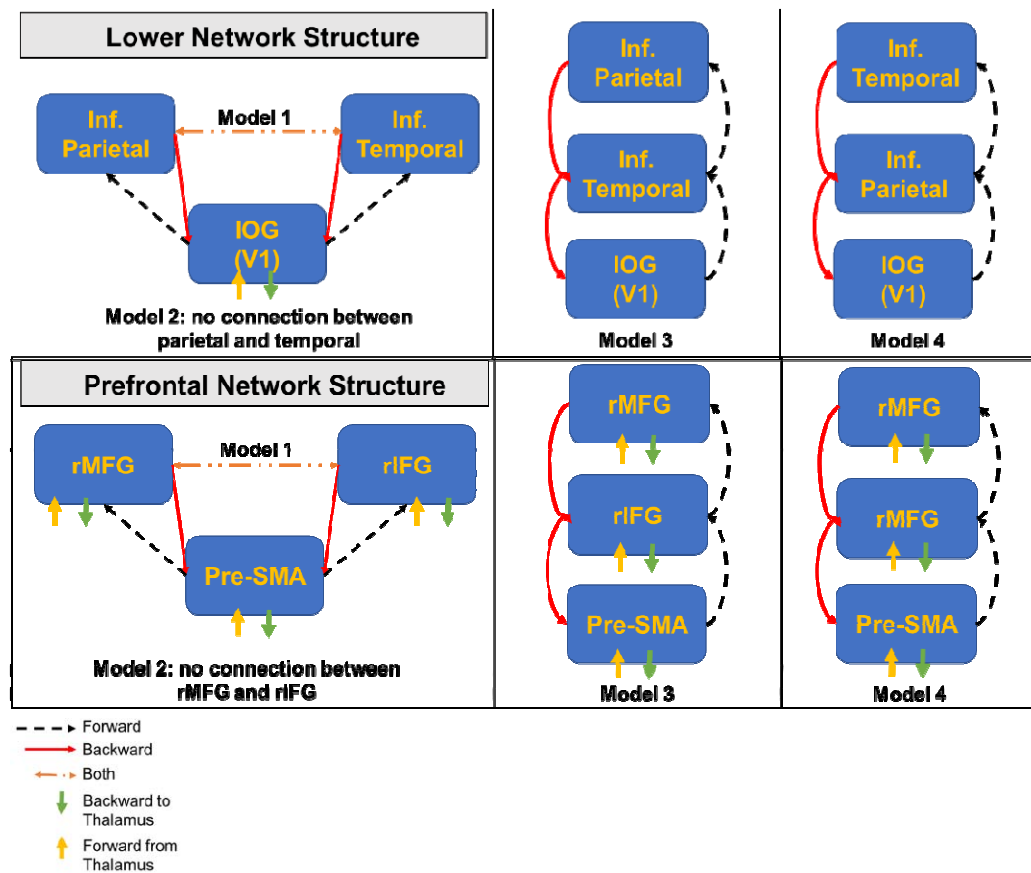 Lower Network Structure
Inf.
Parietal
Model 1
Inf.
Temporal
IOG
(V1)
Model 2: no connection between
parietal and temporal
Inf.
Parietal
Inf.
Temporal
IOG
(V1)
Model 3
Inf.
Temporal
Inf.
Parietal
IOG
(V1)
Model 4
Prefrontal Network Structure
rMFG
Model 1
rIFG
Pre-SMA
Model 2: no connection between
rMFG and rIFG
rMFG
rIFG
Pre-SMA
Model 3
rMFG
rMFG
Pre-SMA
Model 4
Forward
Backward
Both
Backward to
Thalamus
Forward from
Thalamus